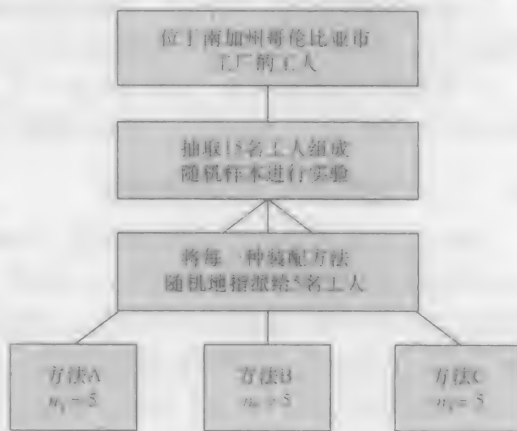 位于南加州哥伦比亚市
工厂的工人
抽取15名工人组成
随机样本进行实验
将每一种装配方法
随机地指派给5名工人
方法A
n₁ = 5
方法B
n₂ = 5
方法C
n₃ = 5